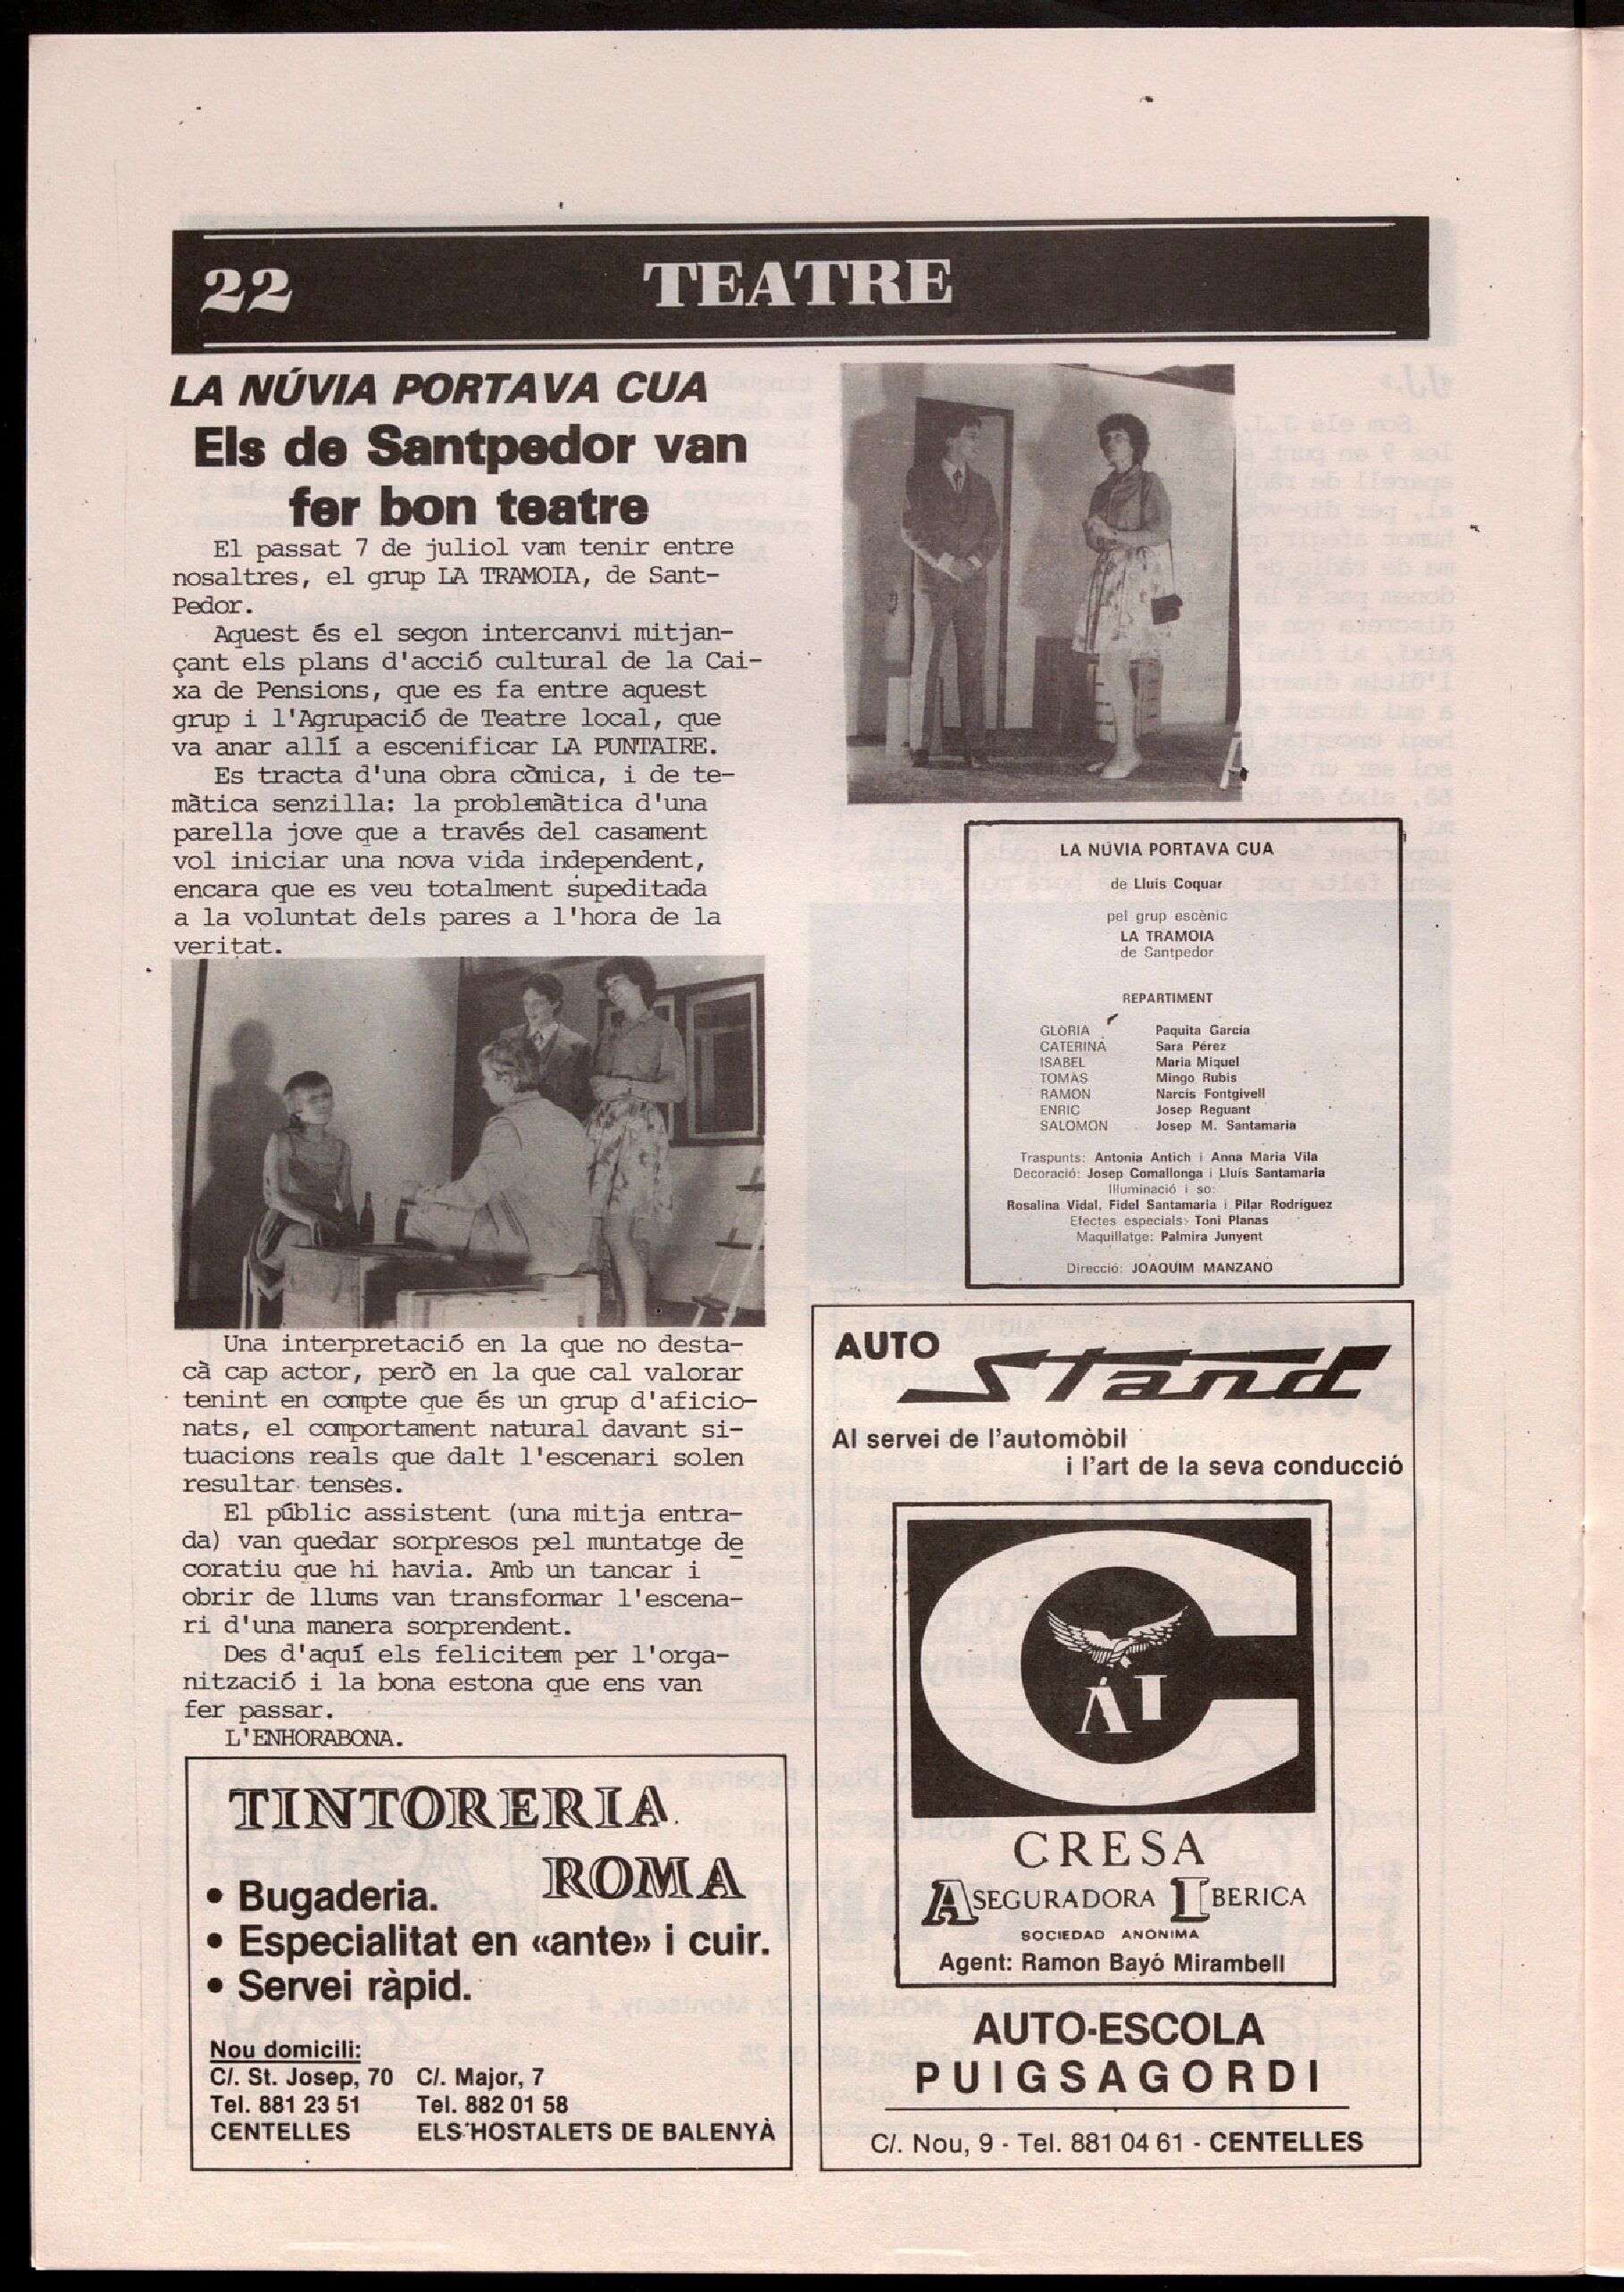 22
TEATRE
LA NÚVIA PORTAVA CUA
Els de Santpedor van
fer bon teatre
El passat 7 de juliol vam tenir entre
nosaltres, el grup LA TRAMOIA, de Sant-
Pedor.
Aquest és el segon intercanvi mitjan-
çant els plans d'acció cultural de la Cai-
xa de Pensions, que es fa entre aquest
grup i l'Agrupació de Teatre local, que
va anar allí a escenificar LA PUNTAIRE.
Es tracta d'una obra còmica, i de te-
màtica senzilla: la problemàtica d'una
parella jove que a través del casament
vol iniciar una nova vida independent,
encara que es veu totalment supeditada
a la voluntat dels pares a l'hora de la
veritat.
Una interpretació en la que no desta-
cà cap actor, però en la que cal valorar
tenint en compte que és un grup d'aficio-
nats, el comportament natural davant si-
tuacions reals que dalt l'escenari solen
resultar tenses.
El públic assistent (una mitja entra-
da) van quedar sorpresos pel muntatge de
coratiu que hi havia. Amb un tancar i
obrir de llums van transformar l'escena-
ri d'una manera sorprendent.
Des d'aquí els felicitem per l'orga-
nització i la bona estona que ens van
fer passar.
L'ENHORABONA.
TINTORERIA
ROMA
• Bugaderia.
• Especialitat en «ante» i cuir.
• Servei ràpid.
Nou domicili:
C/. St. Josep, 70 C/. Major, 7
Tel. 881 23 51 Tel. 882 01 58
CENTELLES ELS HOSTALETS DE BALENYÀ
LA NÚVIA PORTAVA CUA
de Lluís Coquar
pel grup escènic
LA TRAMOIA
de Santpedor
REPARTIMENT
GLÒRIA Paquita García
CATERINA Sara Pérez
ISABEL Maria Miquel
TOMÀS Mingo Rubis
RAMON Narcís Fontgivell
ENRIC Josep Reguant
SALOMON Josep M. Santamaria
Traspunts: Antonia Antich i Anna Maria Vila
Decoració: Josep Comallonga i Lluís Santamaria
Il·luminació i so:
Rosalina Vidal, Fidel Santamaria i Pilar Rodríguez
Efectes especials: Toni Planas
Maquillatge: Palmira Junyent
Direcció: JOAQUIM MANZANO
AUTO
Stand
Al servei de l'automòbil
i l'art de la seva conducció
C
AI
CRESA
ASEGURADORA IBERICA
SOCIEDAD ANONIMA
Agent: Ramon Bayó Mirambell
AUTO-ESCOLA
PUIGSAGORDI
C/. Nou, 9 - Tel. 881 04 61 - CENTELLES